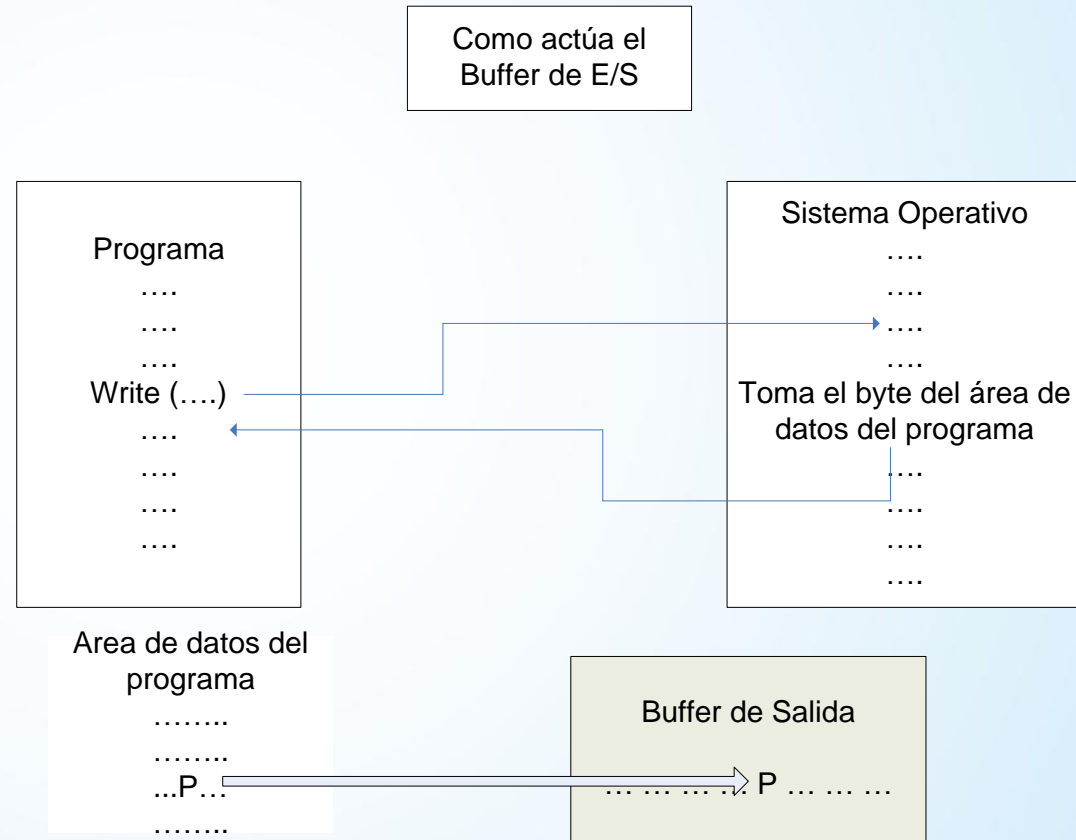 Como actúa el
Buffer de E/S
Programa
….
….
….
Write (….)
….
….
….
….
Sistema Operativo
….
….
….
….
Toma el byte del área de
datos del programa
….
….
….
….
Area de datos del
programa
……..
……..
...P…
……..
Buffer de Salida
… … … … P … … …